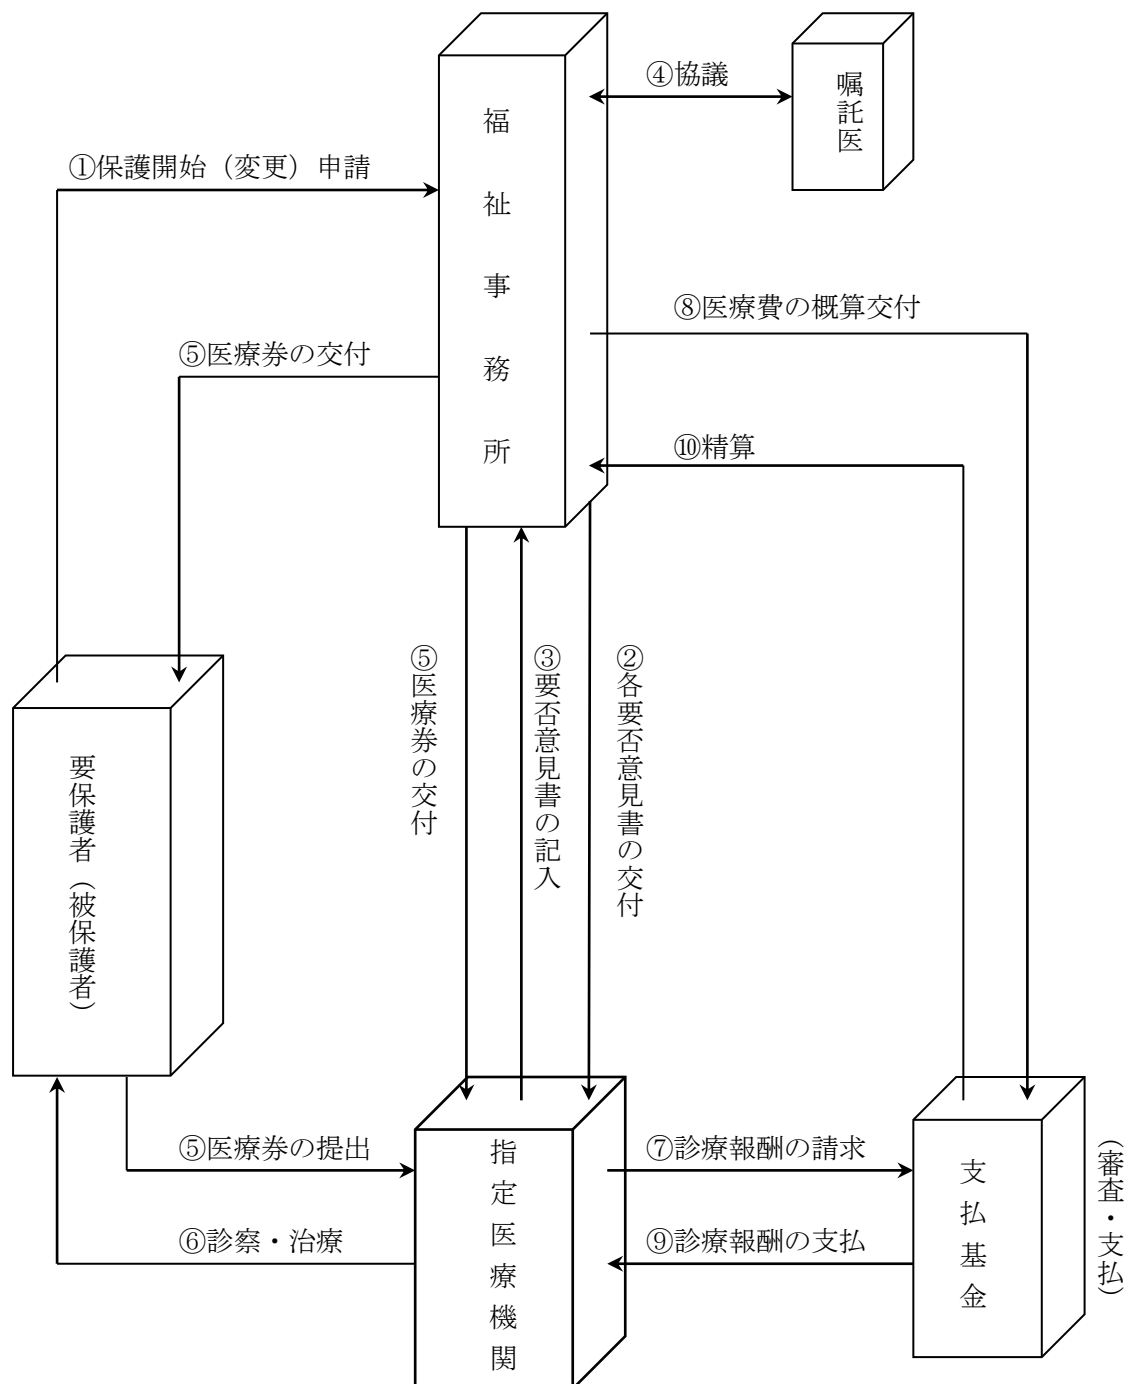 ④協議
嘱託医
福祉事務所
①保護開始（変更）申請
⑧医療費の概算交付
⑤医療券の交付
⑩精算
⑤医療券の交付
③要否意見書の記入
②各要否意見書の交付
要保護者（被保護者）
⑤医療券の提出
⑥診察・治療
指定医療機関
⑦診療報酬の請求
⑨診療報酬の支払
支払基金
（審査・支払）